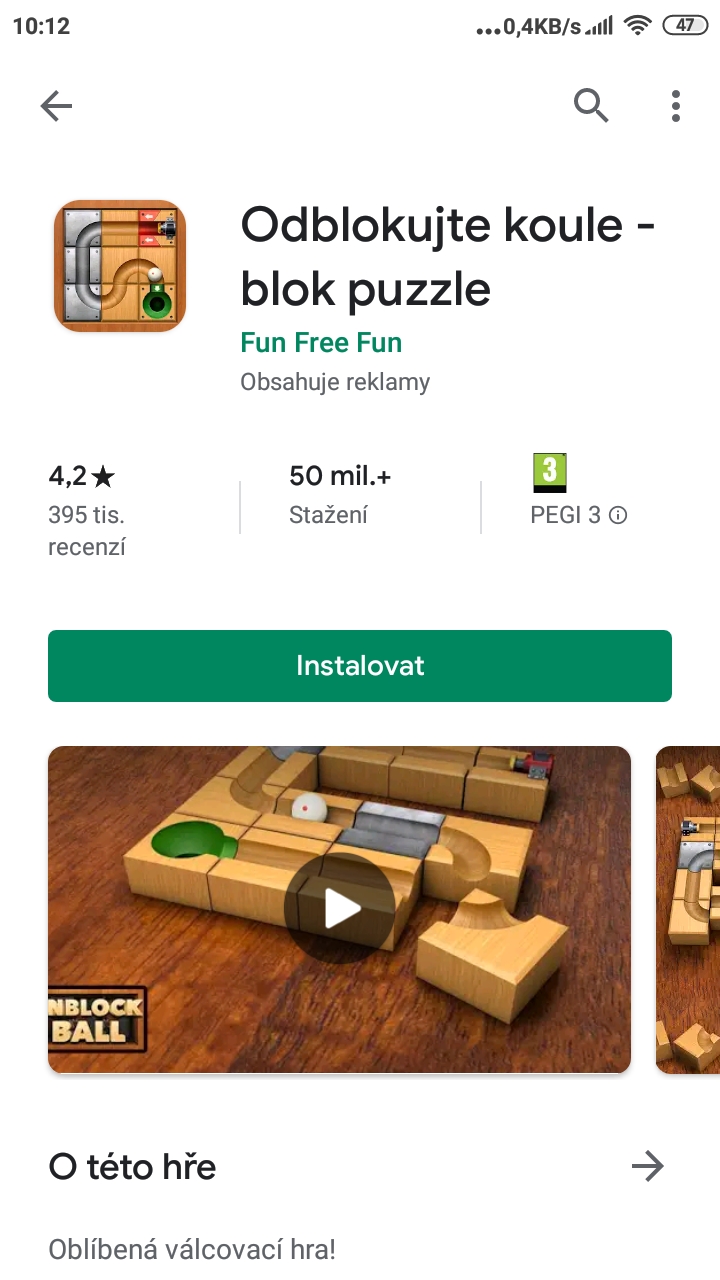 10:12
...0,4KB/s
47
Odblokujte koule -
blok puzzle
Fun Free Fun
Obsahuje reklamy
4,2★
395 tis.
recenzí
50 mil.+
Stažení
3
PEGI 3
Instalovat
NBLOCK
BALL
O této hře
Oblíbená válcovací hra!